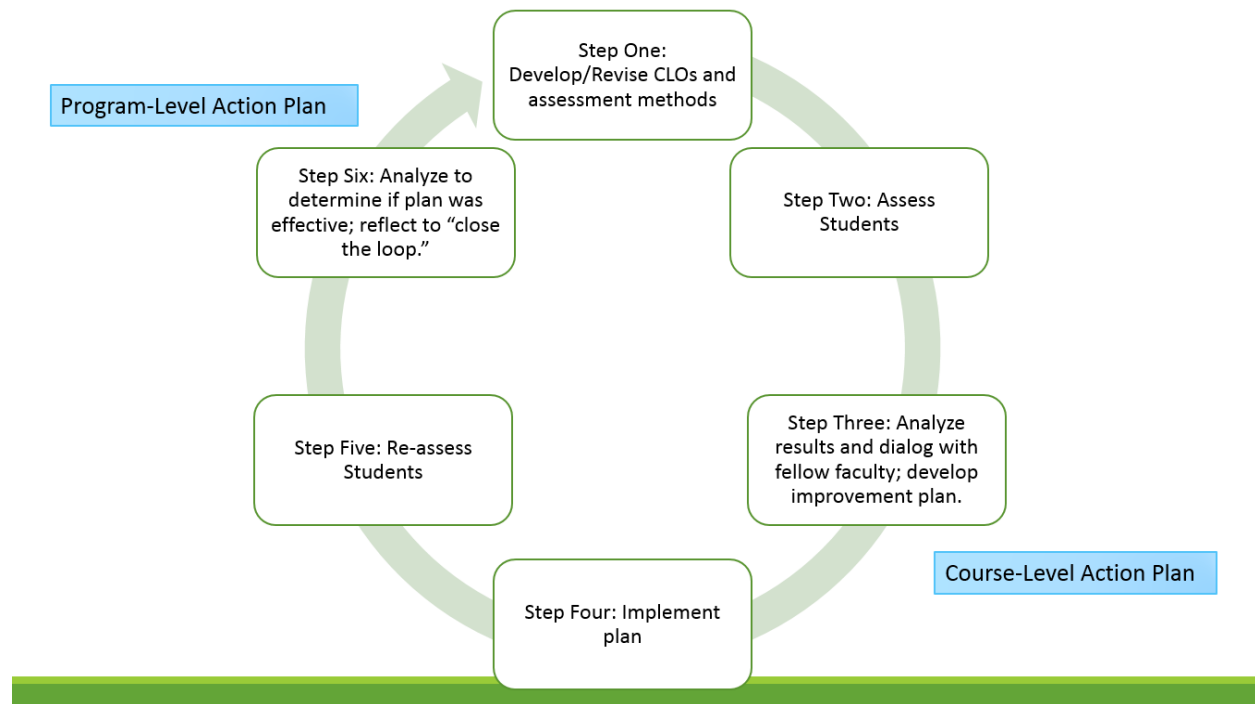 Step One:
Develop/Revise CLOs and
assessment methods
Program-Level Action Plan
Step Two: Assess
Students
Step Three: Analyze
results and dialog with
fellow faculty; develop
improvement plan.
Course-Level Action Plan
Step Four: Implement
plan
Step Five: Re-assess
Students
Step Six: Analyze to
determine if plan was
effective; reflect to “close
the loop.”